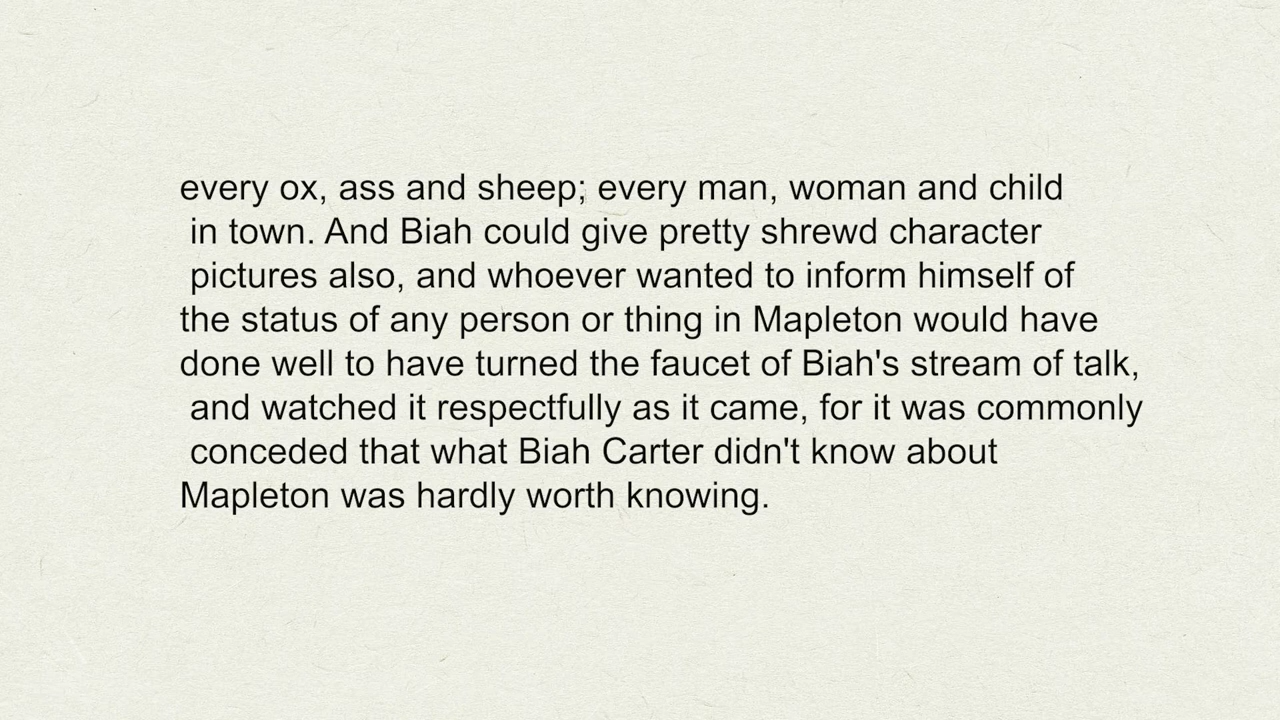 every ox, ass and sheep; every man, woman and child
in town. And Biah could give pretty shrewd character
pictures also, and whoever wanted to inform himself of
the status of any person or thing in Mapleton would have
done well to have turned the faucet of Biah's stream of talk,
and watched it respectfully as it came, for it was commonly
conceded that what Biah Carter didn't know about
Mapleton was hardly worth knowing.